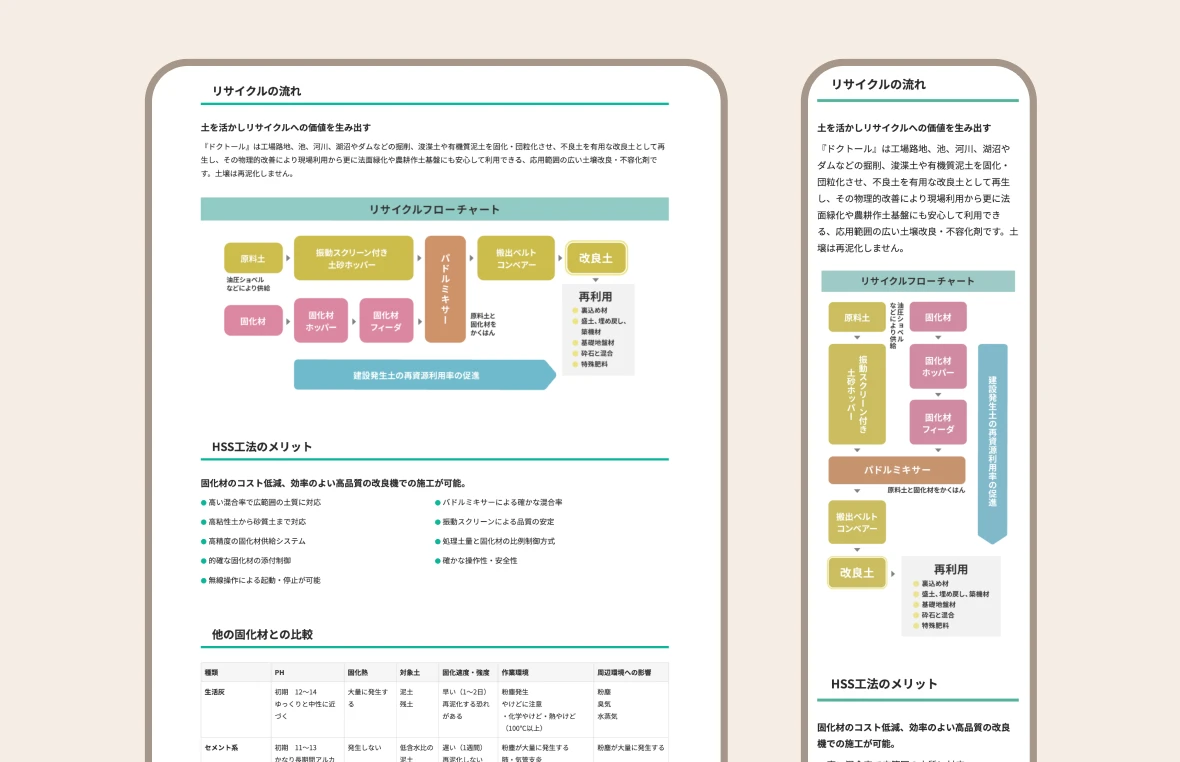 リサイクルの流れ
土を活かしリサイクルへの価値を生み出す
『ドクトール』は工場路地、池、河川、湖沼やダムなどの掘削、浚渫土や有機質泥土を固化・団粒化させ、不良土を有用な改良土として再
生し、その物理的改善により現場利用から更に法面緑化や農耕作土基盤にも安心して利用できる、応用範囲の広い土壌改良・不容化剤で
す。土壌は再泥化しません。
リサイクルフローチャート
原料土
振動スクリーン付き
土砂ホッパー
パドルミキサー
搬出ベルト
コンベアー
改良土
油圧ショベル
などにより供給
固化材
固化材
ホッパー
固化材
フィーダ
原料土と
固化材を
かくはん
再利用
裏込め材
盛土、埋め戻し、
築機材
基礎地盤材
砕石と混合
特殊肥料
建設発生土の再資源利用率の促進
HSS工法のメリット
固化材のコスト低減、効率のよい高品質の改良機での施工が可能。
高い混合率で広範囲の土質に対応
パドルミキサーによる確かな混合率
高粘性土から砂質土まで対応
振動スクリーンによる品質の安定
高精度の固化材供給システム
処理土量と固化材の比例制御方式
的確な固化材の添付制御
確かな操作性・安全性
無線操作による起動・停止が可能
他の固化材との比較
種類 PH 固化熱 対象土 固化速度・強度 作業環境 周辺環境への影響
生活灰 初期　12〜14 大量に発生す 泥土 早い（1〜2日） 粉塵発生 粉塵
ゆっくりと中性に近 る 残土 再泥化する恐れ やけどに注意 臭気
づく がある ・化学やけど・熱やけど 水蒸気
（100℃以上）
セメント系 初期　11〜13 発生しない 低含水比の 遅い（1週間） 粉塵が大量に発生する 粉塵が大量に発生する
かなり長期間アルカ 泥土 再泥化しない 肺・気管支炎
リサイクルの流れ
土を活かしリサイクルへの価値を生み出す
『ドクトール』は工場路地、池、河川、湖沼や
ダムなどの掘削、浚渫土や有機質泥土を固化・
団粒化させ、不良土を有用な改良土として再生
し、その物理的改善により現場利用から更に法
面緑化や農耕作土基盤にも安心して利用でき
る、応用範囲の広い土壌改良・不容化剤です。土
壌は再泥化しません。
リサイクルフローチャート
原料土
油圧ショベル
などにより供給
固化材
振動スクリーン付き
土砂ホッパー
固化材
ホッパー
固化材
フィーダ
建設発生土の再資源利用率の促進
パドルミキサー
原料土と固化材をかくはん
搬出ベルト
コンベアー
改良土
再利用
裏込め材
盛土、埋め戻し、築機材
基礎地盤材
砕石と混合
特殊肥料
HSS工法のメリット
固化材のコスト低減、効率のよい高品質の改良
機での施工が可能。